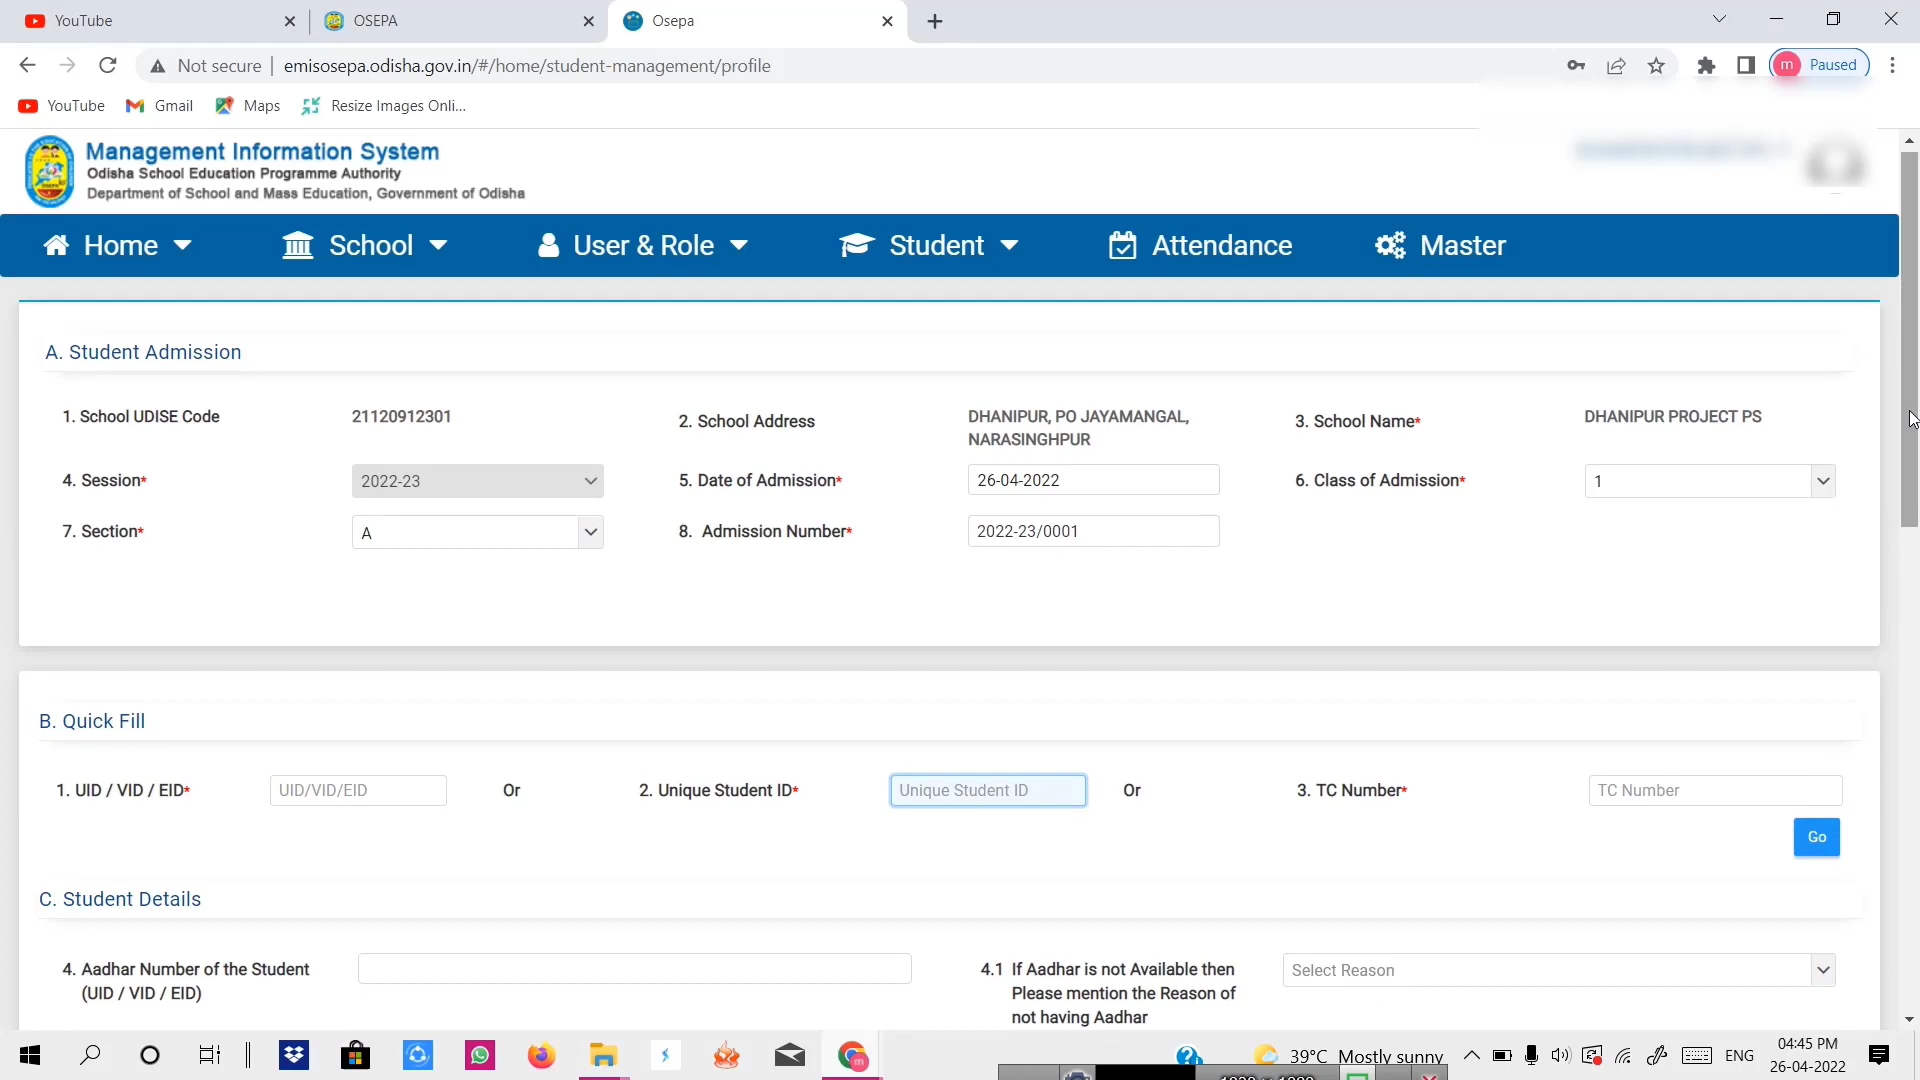 YouTube
OSEPA
Osepa
Not secure
emisosepa.odisha.gov.in/#/home/student-management/profile
m
Paused
YouTube
Gmail
Maps
Resize Images Onli...
Management Information System
Odisha School Education Programme Authority
Department of School and Mass Education, Government of Odisha
Home
School
User & Role
Student
Attendance
Master
A. Student Admission
1. School UDISE Code
21120912301
2. School Address
DHANIPUR, PO JAYAMANGAL,
NARASINGHPUR
3. School Name*
DHANIPUR PROJECT PS
4. Session*
2022-23
5. Date of Admission*
26-04-2022
6. Class of Admission*
1
7. Section*
A
8. Admission Number*
2022-23/0001
B. Quick Fill
1. UID / VID / EID*
UID/VID/EID
Or
2. Unique Student ID*
Unique Student ID
Or
3. TC Number*
TC Number
Go
C. Student Details
4. Aadhar Number of the Student
(UID / VID / EID)
4.1 If Aadhar is not Available then
Please mention the Reason of
not having Aadhar
Select Reason
39°C Mostly sunny
ENG
04:45 PM
26-04-2022